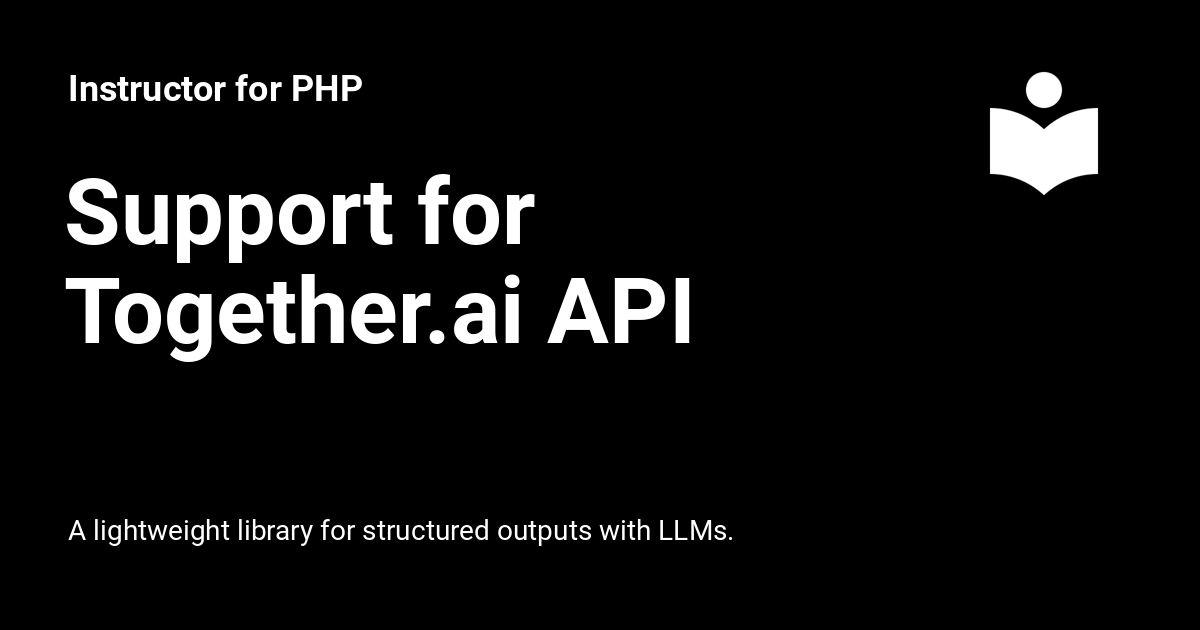 Instructor for PHP
Support for
Together.ai API
A lightweight library for structured outputs with LLMs.